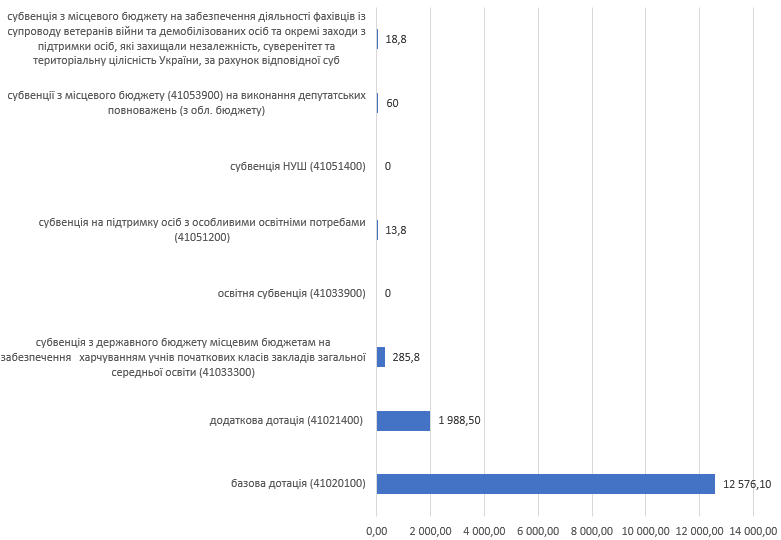 субвенція з місцевого бюджету на забезпечення діяльності фахівців із
супроводу ветеранів війни та демобілізованих осіб та окремі заходи з
підтримки осіб, які захищали незалежність, суверенітет та
територіальну цілісність України, за рахунок відповідної суб
18,8
субвенції з місцевого бюджету (41053900) на виконання депутатських
повноважень (з обл. бюджету)
60
субвенція НУШ (41051400)
0
субвенція на підтримку осіб з особливими освітніми потребами
(41051200)
13,8
освітня субвенція (41033900)
0
субвенція з державного бюджету місцевим бюджетам на
забезпечення харчуванням учнів початкових класів закладів загальної
середньої освіти (41033300)
285,8
додаткова дотація (41021400)
1 988,50
базова дотація (41020100)
12 576,10
0,00 2 000,00 4 000,00 6 000,00 8 000,00 10 000,00 12 000,00 14 000,00